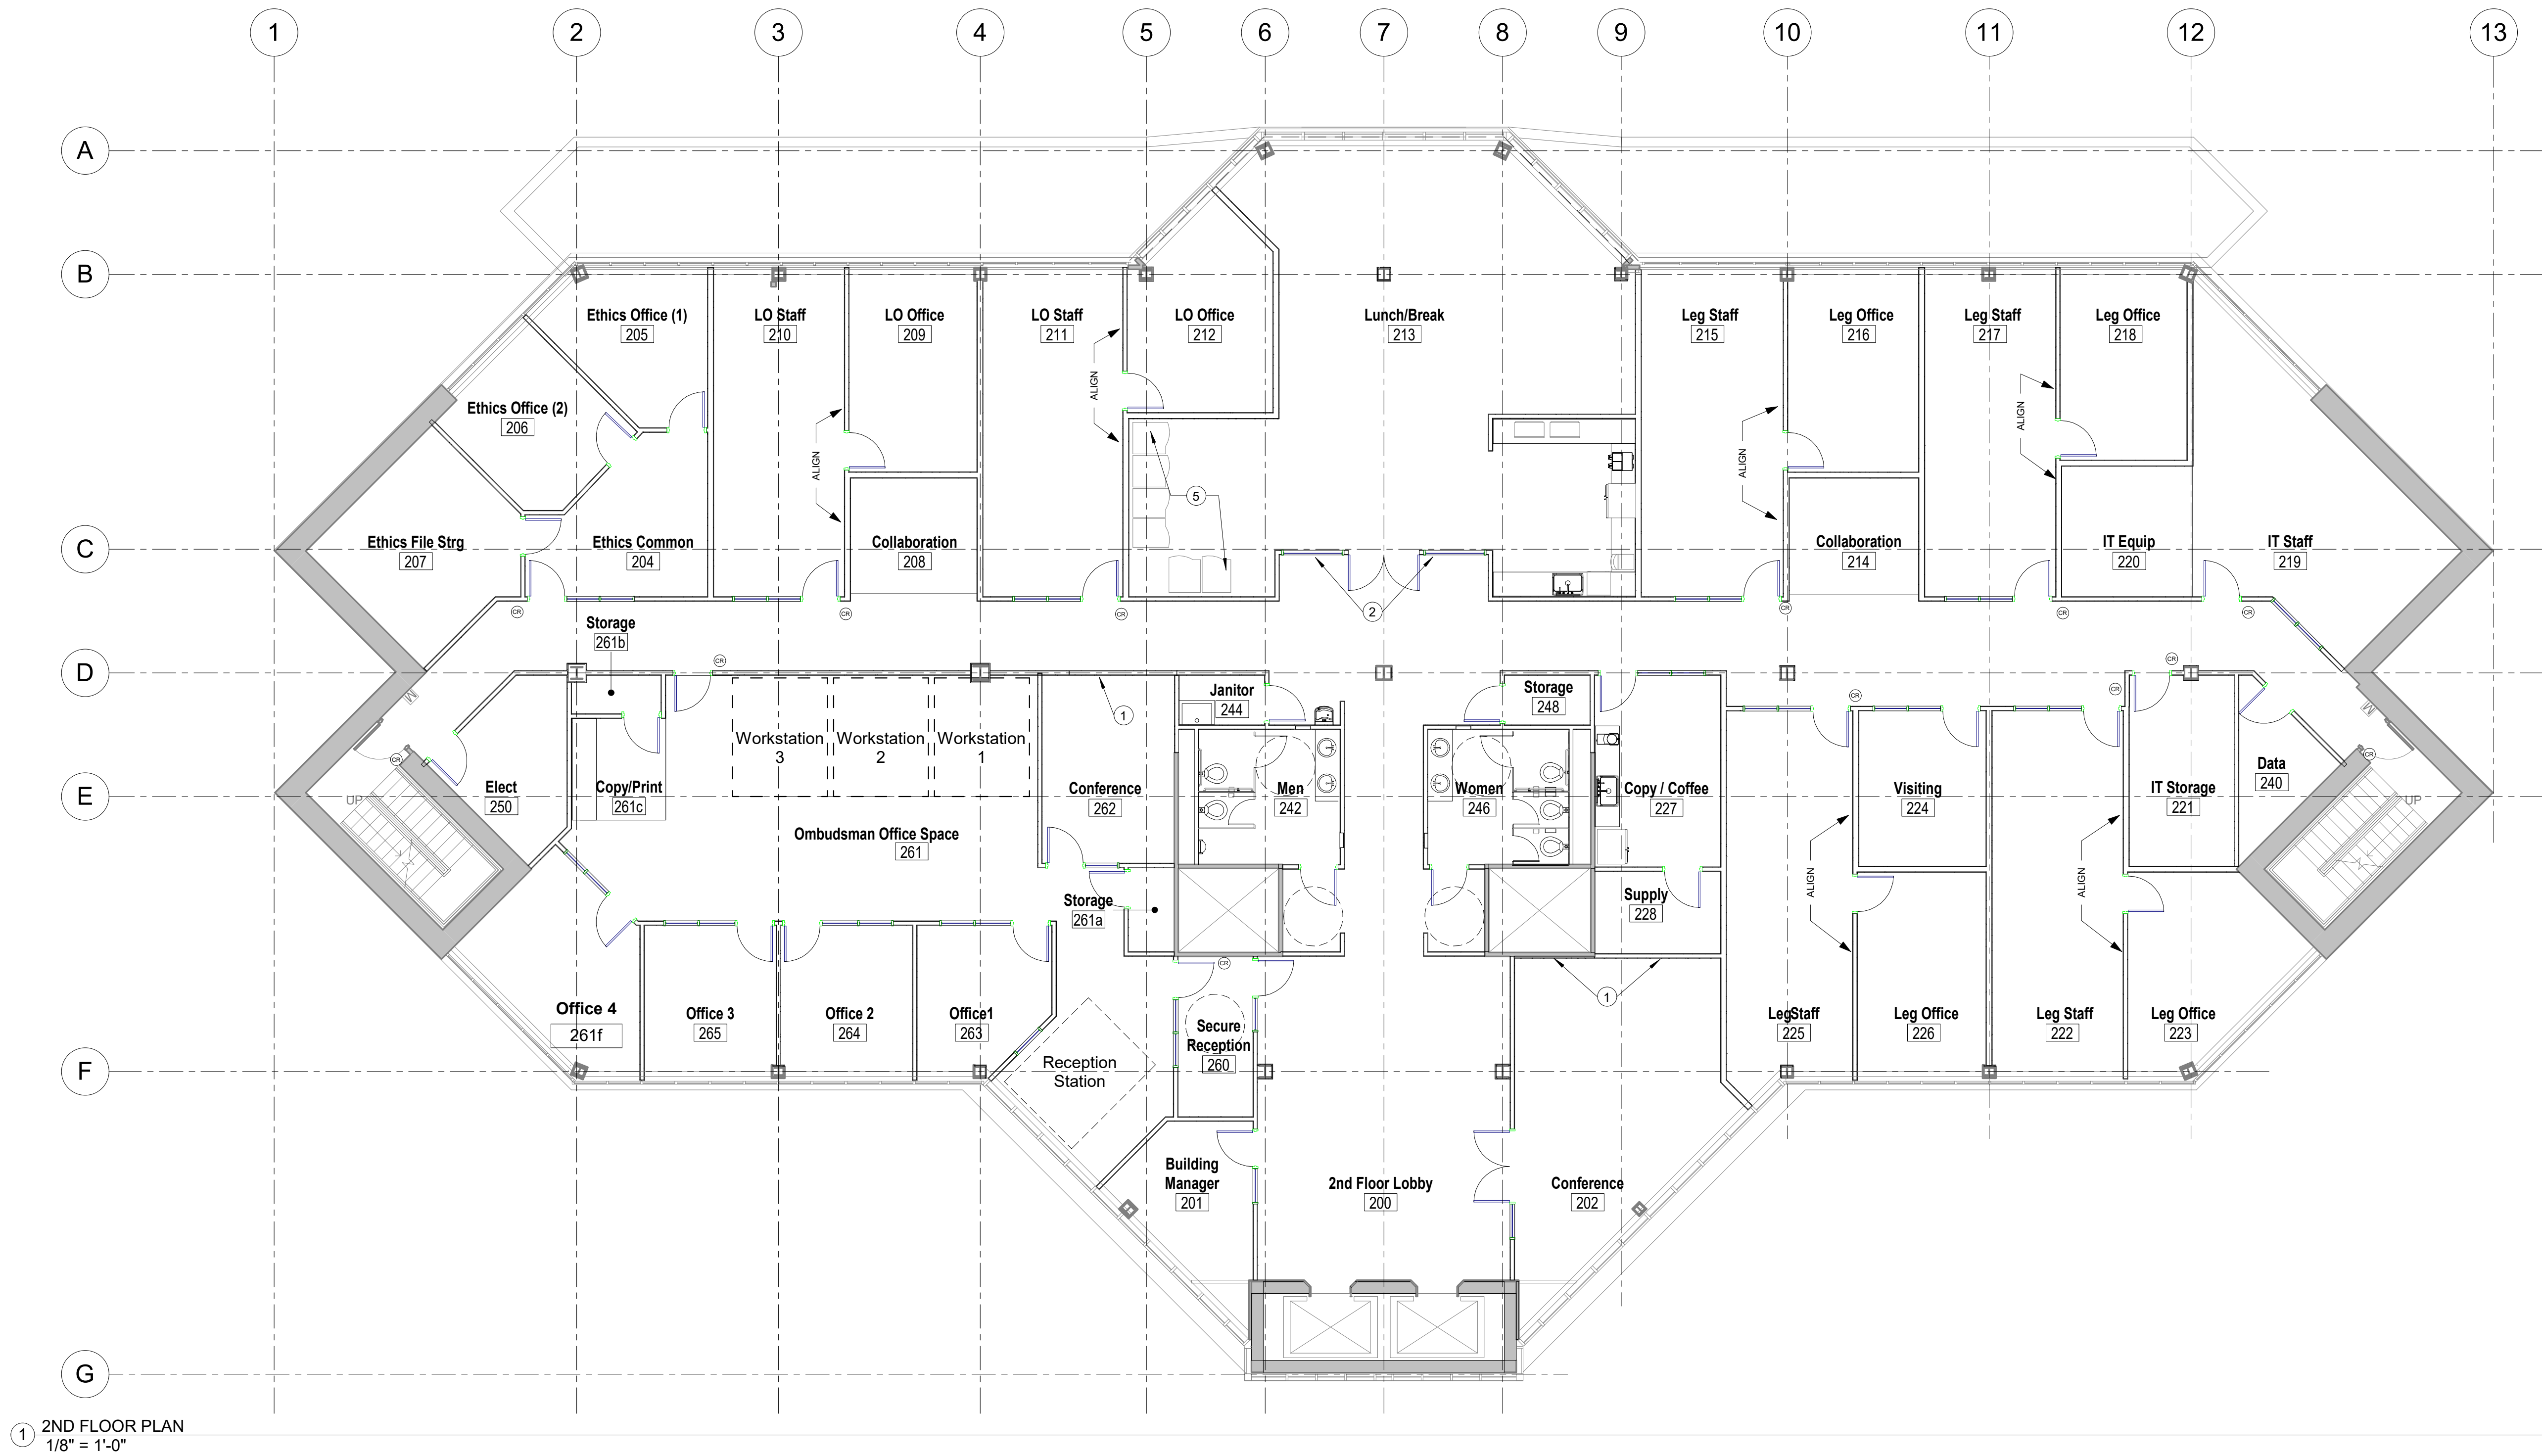 1 2 3 4 5 6 7 8 9 10 11 12 13
A
B
Ethics Office (1)
205
LO Staff
210
LO Office
209
LO Staff
211
LO Office
212
Lunch/Break
213
Leg Staff
215
Leg Office
216
Leg Staff
217
Leg Office
218
ALIGN
ALIGN
ALIGN
ALIGN
Ethics Office (2)
206
5
C
Ethics File Strg
207
Ethics Common
204
Collaboration
208
Collaboration
214
IT Equip
220
IT Staff
219
CR
CR
CR
2
CR
CR
CR
Storage
261b
D
CR
CR
M
1
Janitor
244
Storage
248
CR
CR
M
Workstation
3
Workstation
2
Workstation
1
CR
CR
E
UP
Elect
250
Copy/Print
261c
Conference
262
Men
242
Women
246
Copy / Coffee
227
Visiting
224
IT Storage
221
Data
240
UP
Ombudsman Office Space
261
ALIGN
ALIGN
Storage
261a
Supply
228
CR
1
Office 4
261f
Office 3
265
Office 2
264
Office1
263
Secure
Reception
260
LegStaff
225
Leg Office
226
Leg Staff
222
Leg Office
223
Reception
Station
F
Building
Manager
201
2nd Floor Lobby
200
Conference
202
G
1 2ND FLOOR PLAN
1/8" = 1'-0"